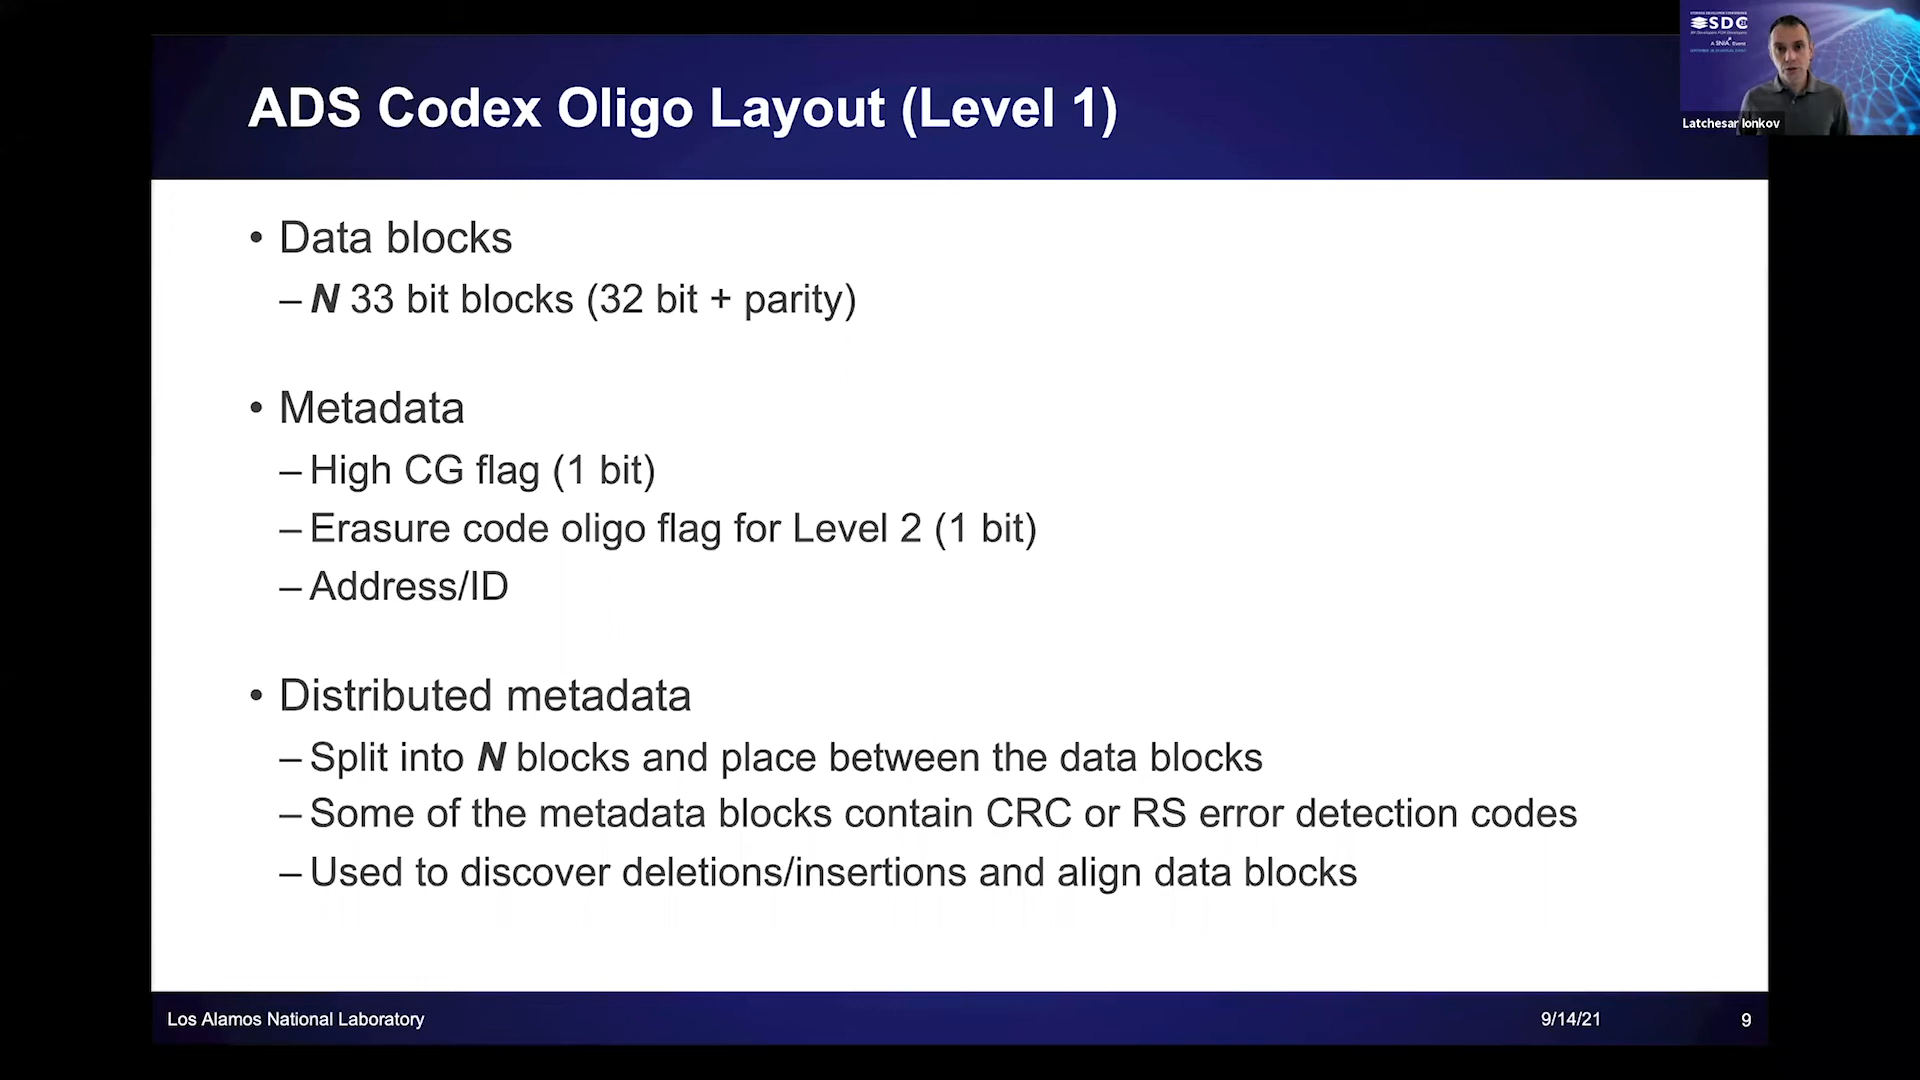 SDC
A SNIA Event
Latchesar Ionkov
ADS Codex Oligo Layout (Level 1)
• Data blocks
– N 33 bit blocks (32 bit + parity)
• Metadata
– High CG flag (1 bit)
– Erasure code oligo flag for Level 2 (1 bit)
– Address/ID
• Distributed metadata
– Split into N blocks and place between the data blocks
– Some of the metadata blocks contain CRC or RS error detection codes
– Used to discover deletions/insertions and align data blocks
Los Alamos National Laboratory
9/14/21
9